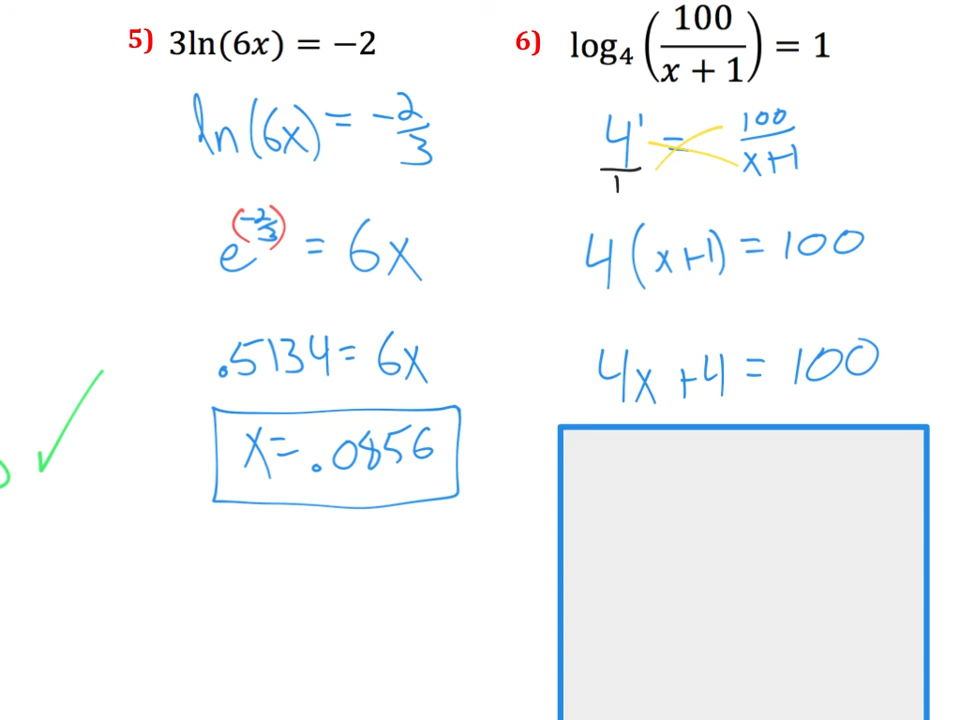 5) 3ln(6x) = −2
ln(6x) = -2/3
e^(-2/3) = 6x
.5134 = 6x
x = .0856
6) log₄(100/(x + 1)) = 1
4¹/1 = 100/(x+1)
4(x+1) = 100
4x + 4 = 100